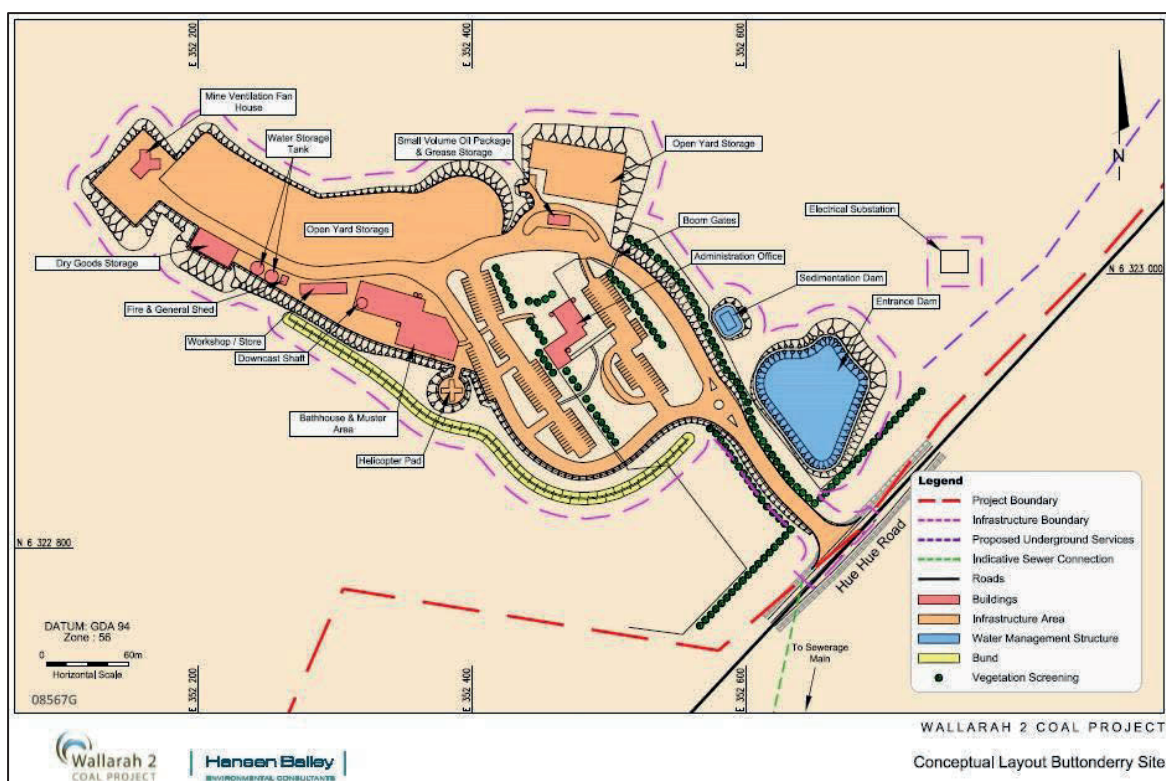 E 352 200
E 352 400
E 352 600
Mine Ventilation Fan
House
Water Storage
Tank
Small Volume Oil Package
& Grease Storage
Open Yard Storage
N
Boom Gates
Electrical Substation
Open Yard Storage
Administration Office
Dry Goods Storage
Sedimentation Dam
N 6 323 000
Entrance Dam
Fire & General Shed
Workshop / Store
Downcast Shaft
Bathhouse & Muster
Area
Helicopter Pad
Legend
Project Boundary
Infrastructure Boundary
Proposed Underground Services
Indicative Sewer Connection
Roads
Buildings
Infrastructure Area
Water Management Structure
Bund
Vegetation Screening
N 6 322 800
Hue Hue Road
DATUM: GDA 94
Zone : 56
0 60m
Horizontal Scale
To Sewerage
Main
08567G
E 352 200
E 352 400
E 352 600
WALLARAH 2 COAL PROJECT
Conceptual Layout Buttonderry Site
Wallarah 2
COAL PROJECT
Hansen Bailey
ENVIRONMENTAL CONSULTANTS